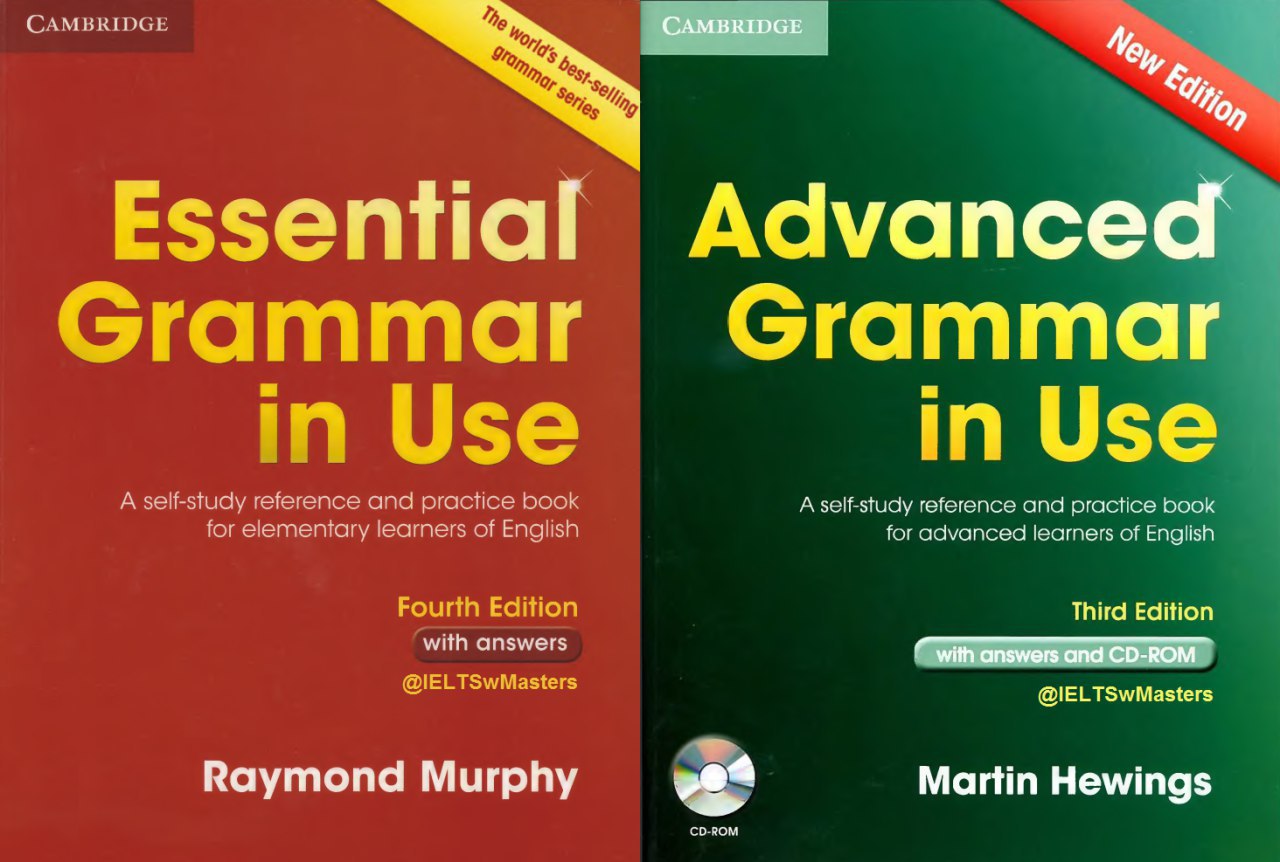 CAMBRIDGE
The world's best-selling
grammar series
Essential
Grammar
in Use
A self-study reference and practice book
for elementary learners of English
Fourth Edition
with answers
@IELTSwMasters
Raymond Murphy
CAMBRIDGE
New Edition
Advanced
Grammar
in Use
A self-study reference and practice book
for advanced learners of English
Third Edition
with answers and CD-ROM
@IELTSwMasters
CD-ROM
Martin Hewings